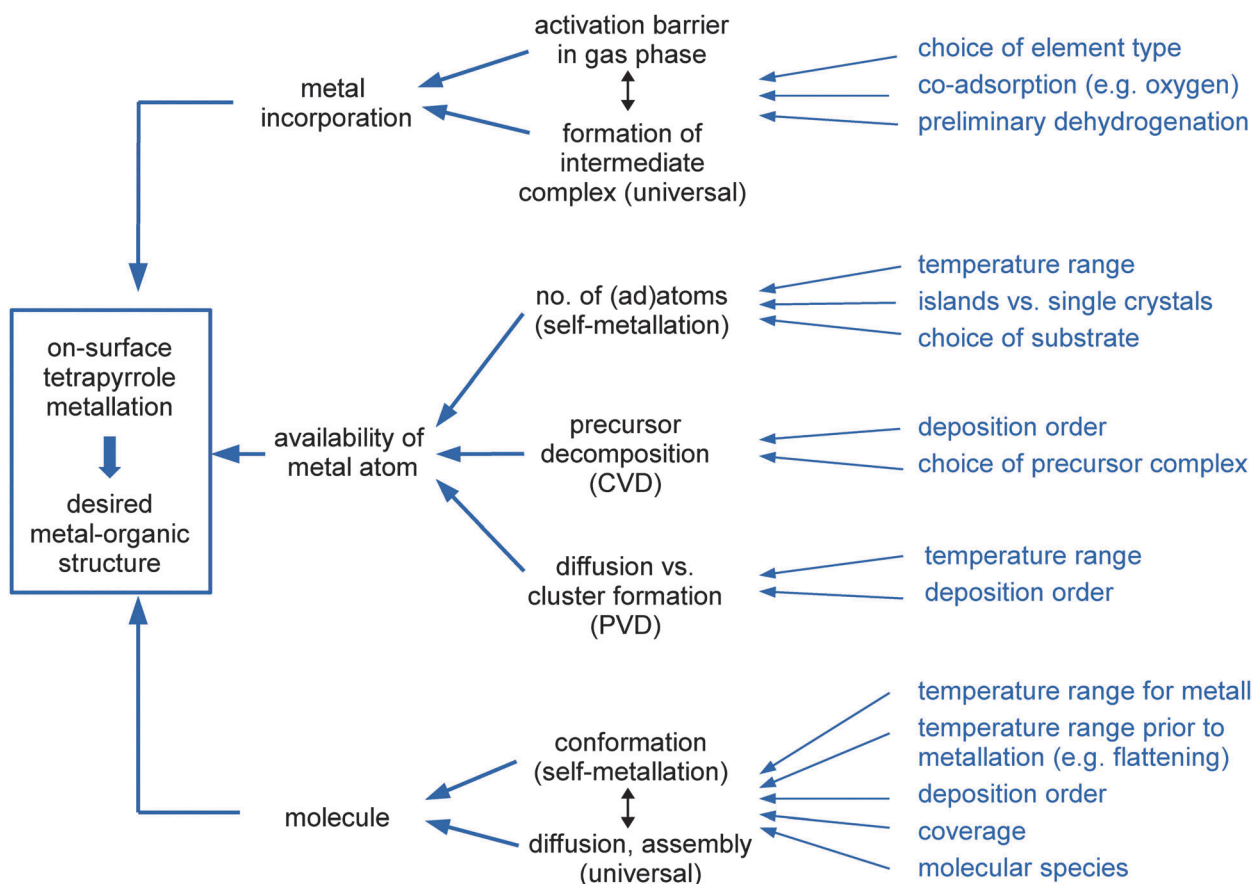 activation barrier
in gas phase
formation of
intermediate
complex (universal)
metal
incorporation
choice of element type
co-adsorption (e.g. oxygen)
preliminary dehydrogenation
on-surface
tetrapyrrole
metallation
desired
metal-organic
structure
availability of
metal atom
no. of (ad)atoms
(self-metallation)
temperature range
islands vs. single crystals
choice of substrate
precursor
decomposition
(CVD)
deposition order
choice of precursor complex
diffusion vs.
cluster formation
(PVD)
temperature range
deposition order
molecule
conformation
(self-metallation)
diffusion, assembly
(universal)
temperature range for metall
temperature range prior to
metallation (e.g. flattening)
deposition order
coverage
molecular species